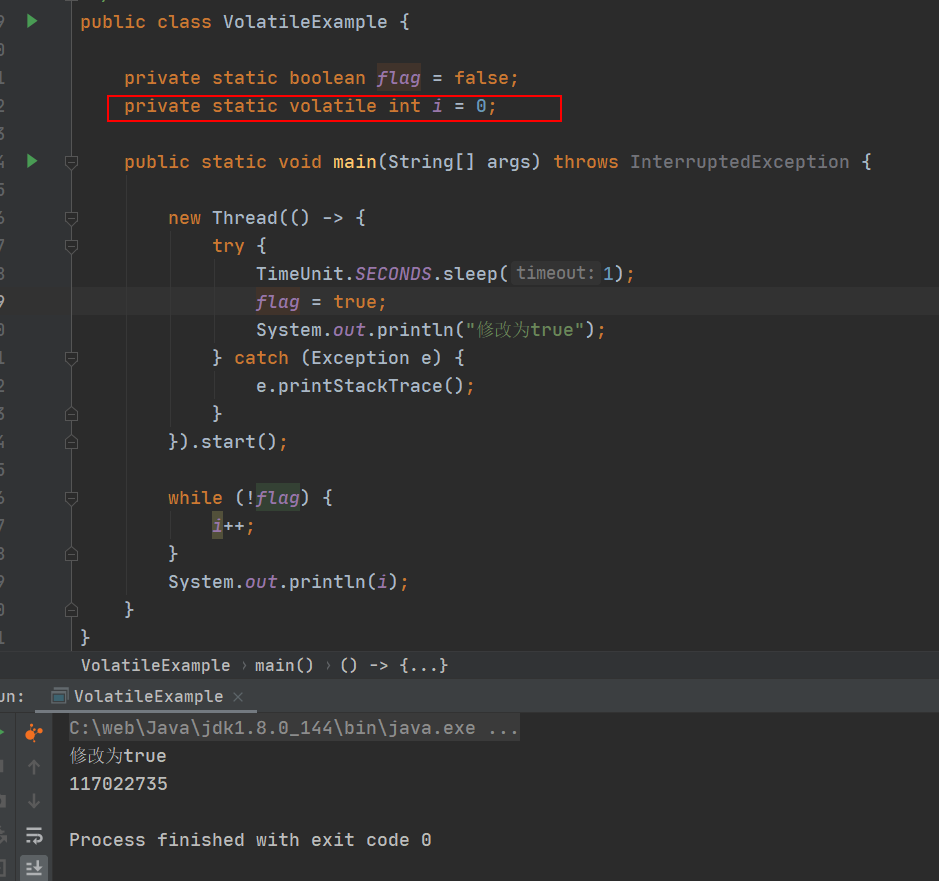 public class VolatileExample {
private static boolean flag = false;
private static volatile int i = 0;
public static void main(String[] args) throws InterruptedException {
new Thread(() -> {
try {
TimeUnit.SECONDS.sleep( timeout: 1);
flag = true;
System.out.println("修改为true");
} catch (Exception e) {
e.printStackTrace();
}
}).start();
while (!flag) {
i++;
}
System.out.println(i);
}
}
VolatileExample › main() › () -> {...}
VolatileExample ×
C:\web\Java\jdk1.8.0_144\bin\java.exe ...
修改为true
117022735
Process finished with exit code 0